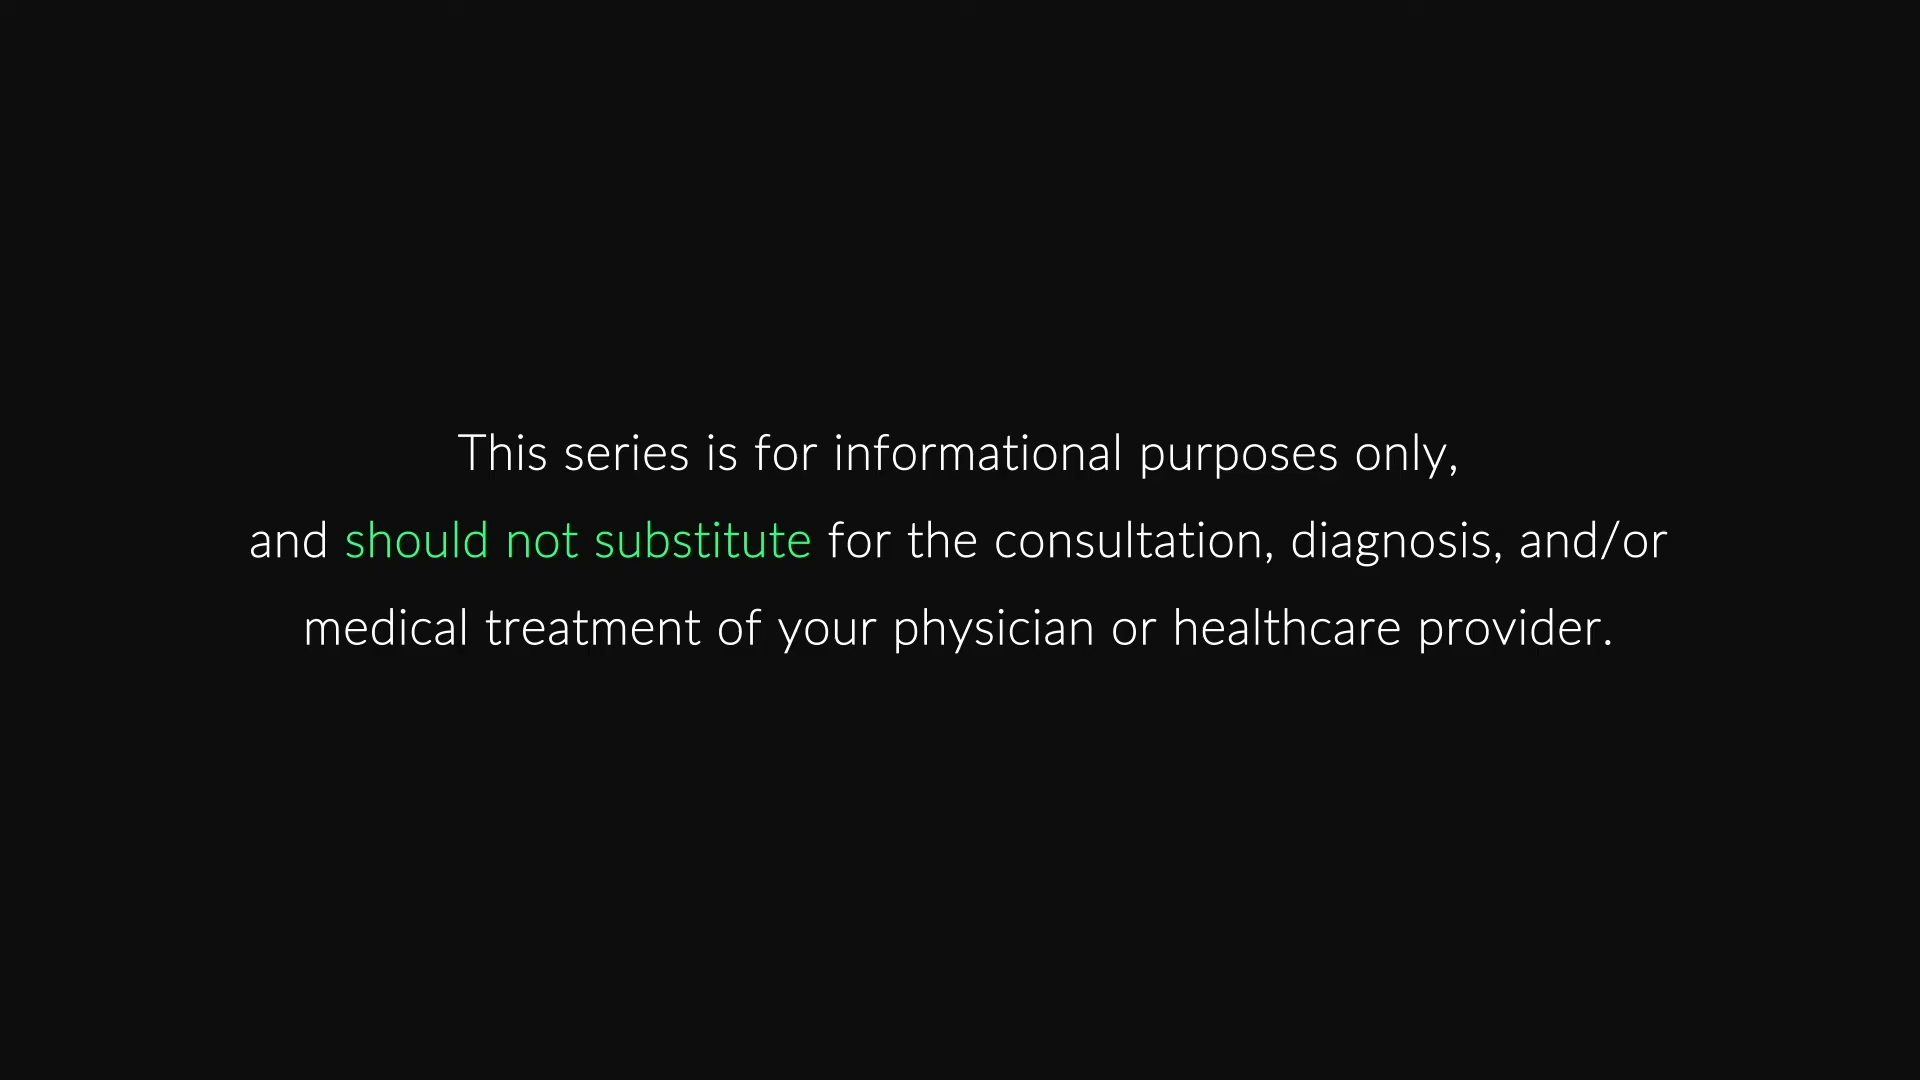 This series is for informational purposes only,
and should not substitute for the consultation, diagnosis, and/or
medical treatment of your physician or healthcare provider.